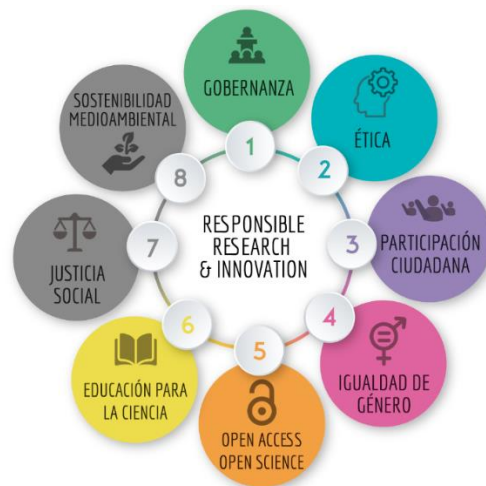 GOBERNANZA
1
ÉTICA
2
PARTICIPACIÓN
CIUDADANA
3
IGUALDAD DE
GÉNERO
4
OPEN ACCESS
OPEN SCIENCE
5
EDUCACIÓN PARA
LA CIENCIA
6
JUSTICIA
SOCIAL
7
SOSTENIBILIDAD
MEDIOAMBIENTAL
8
RESPONSIBLE
RESEARCH
& INNOVATION